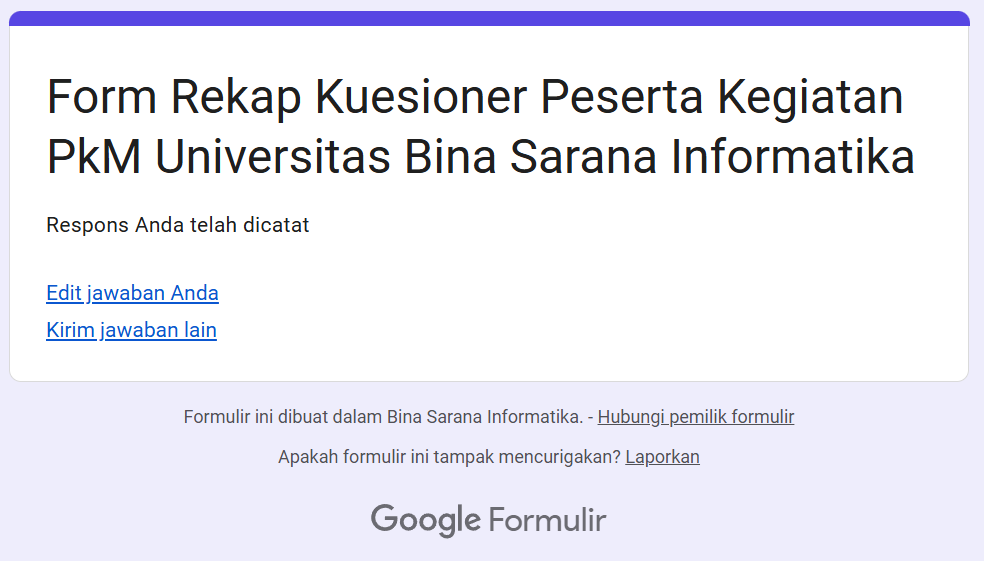 Form Rekap Kuesioner Peserta Kegiatan
PkM Universitas Bina Sarana Informatika
Respons Anda telah dicatat
Edit jawaban Anda
Kirim jawaban lain
Formulir ini dibuat dalam Bina Sarana Informatika. - Hubungi pemilik formulir
Apakah formulir ini tampak mencurigakan? Laporkan
Google Formulir